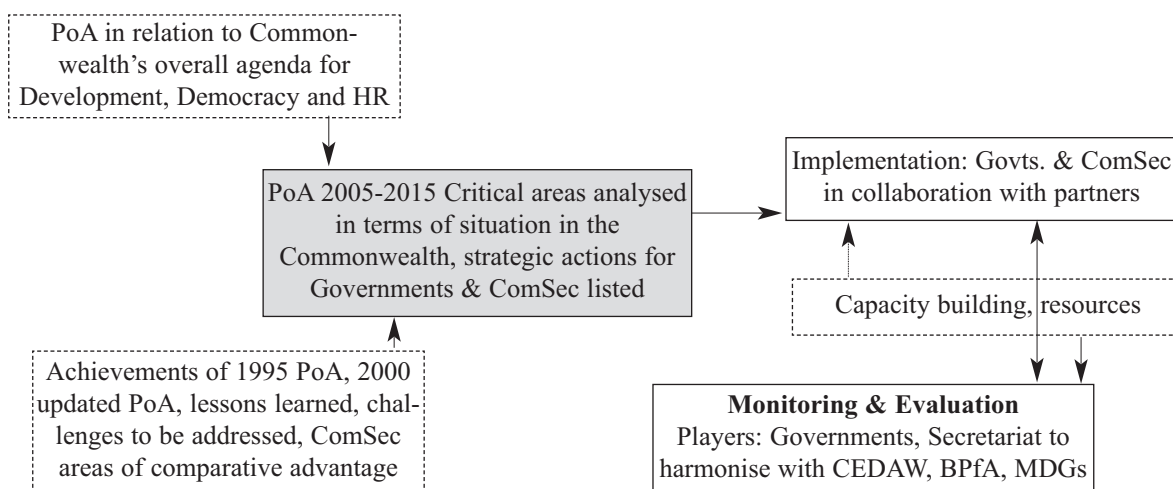 PoA in relation to Common-
wealth’s overall agenda for
Development, Democracy and HR
PoA 2005-2015 Critical areas analysed
in terms of situation in the
Commonwealth, strategic actions for
Governments & ComSec listed
Achievements of 1995 PoA, 2000
updated PoA, lessons learned, chal-
lenges to be addressed, ComSec
areas of comparative advantage
Implementation: Govts. & ComSec
in collaboration with partners
Capacity building, resources
Monitoring & Evaluation
Players: Governments, Secretariat to
harmonise with CEDAW, BPfA, MDGs